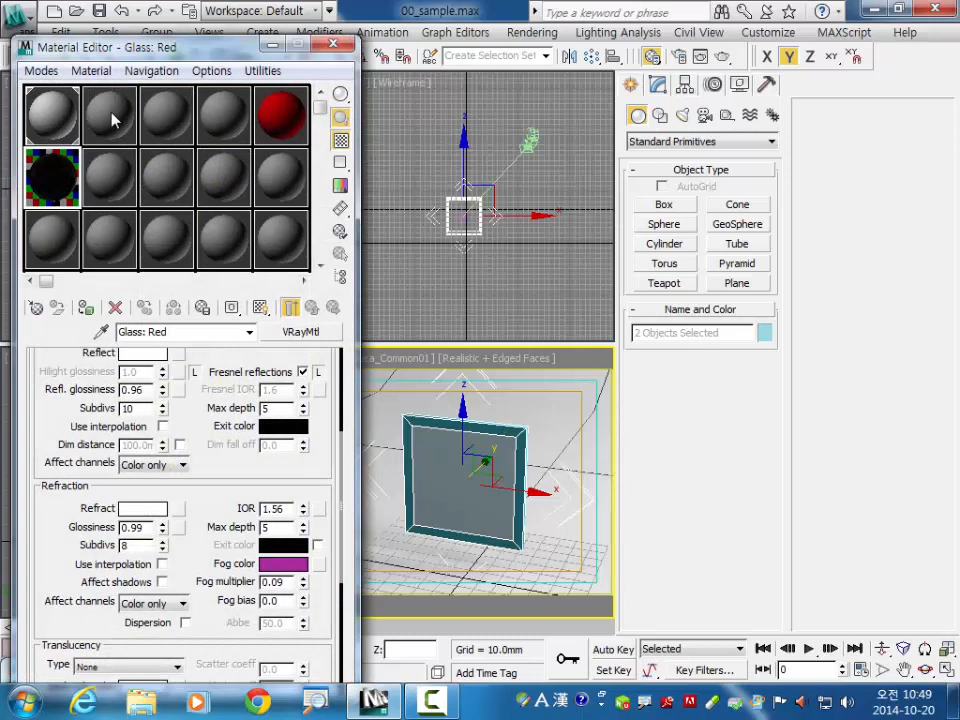 Workspace: Default
00_sample.max
Type a keyword or phrase
Edit
Tools
Group
Views
Create
Modifiers
Animation
Graph Editors
Rendering
Lighting Analysis
Civil View
Customize
MAXScript
Help
Material Editor - Glass: Red
Create Selection Set
X
Y
Z
XY
Modes
Material
Navigation
Options
Utilities
[Wireframe]
Standard Primitives
Object Type
AutoGrid
Box
Cone
Sphere
GeoSphere
Cylinder
Tube
Torus
Pyramid
Teapot
Plane
Name and Color
2 Objects Selected
Glass: Red
VRayMtl
Reflect
Hilight glossiness 1.0
L
Fresnel reflections
L
Refl. glossiness 0.96
Fresnel IOR 1.6
Subdivs 10
Max depth 5
Use interpolation
Exit color
Dim distance 100.0m
Dim fall off 0.0
Affect channels Color only
Refraction
Refract
IOR 1.56
Glossiness 0.99
Max depth 5
Subdivs 8
Exit color
Use interpolation
Fog color
Affect shadows
Fog multiplier 0.09
Affect channels Color only
Fog bias 0.0
Dispersion
Abbe 50.0
Translucency
Type None
Scatter coeff 0.0
_Common01] [Realistic + Edged Faces]
z
y
x
Z:
Grid = 10.0mm
Add Time Tag
Auto Key
Selected
Set Key
Key Filters...
0
A 漢
오전 10:49
2014-10-20